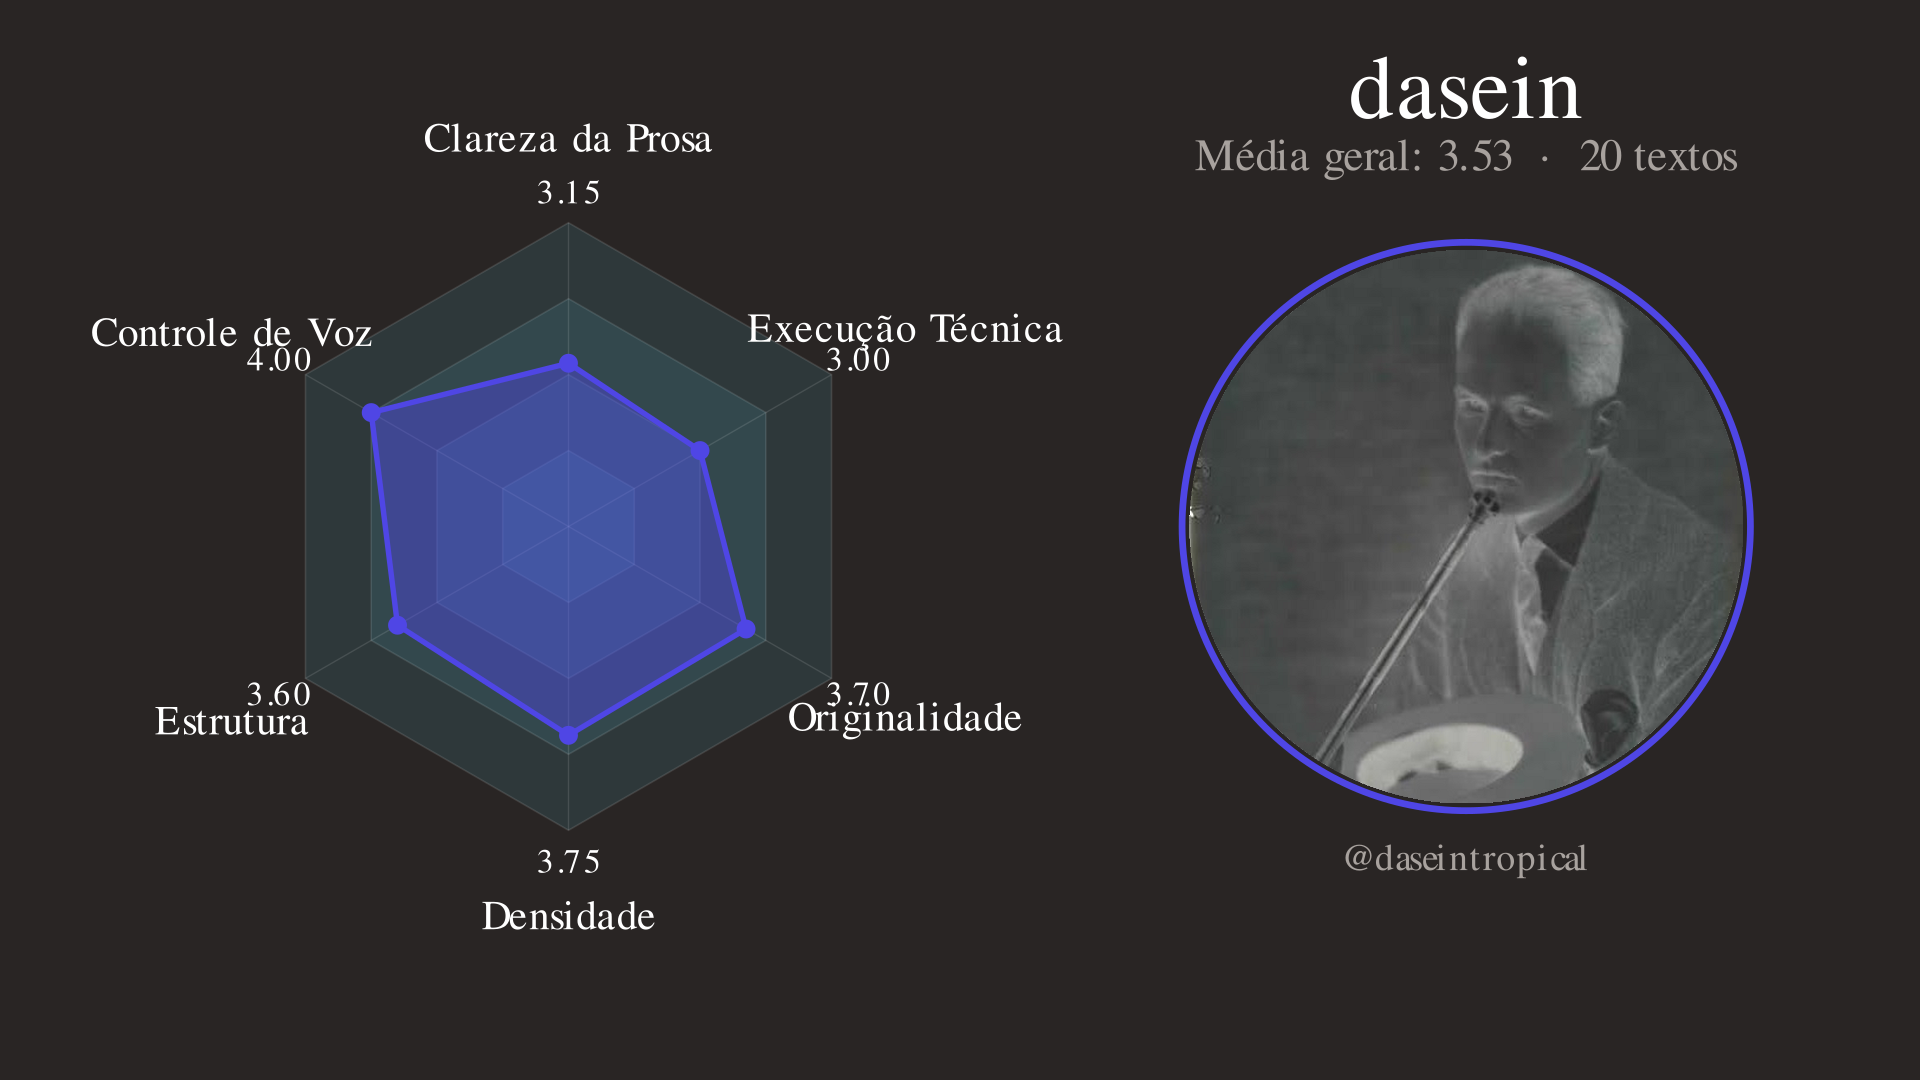 dasein
Média geral: 3.53 · 20 textos
Clareza da Prosa
3.15
Controle de Voz
4.00
Execução Técnica
3.00
3.60
Estrutura
3.70
Originalidade
3.75
Densidade
@daseintropical